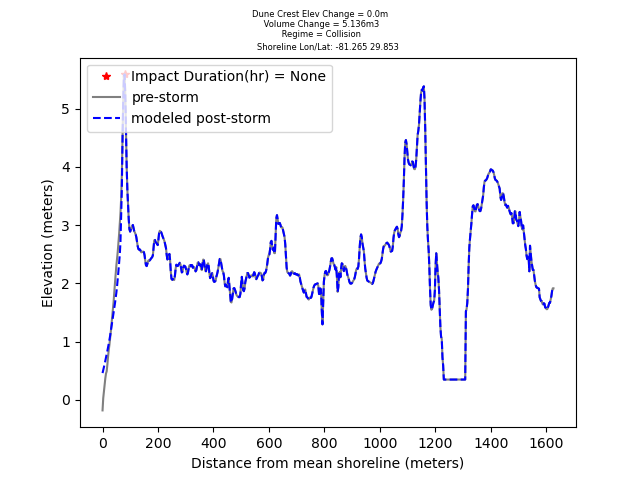 Dune Crest Elev Change = 0.0m
Volume Change = 5.136m3
Regime = Collision
Shoreline Lon/Lat: -81.265 29.853
Impact Duration(hr) = None
pre-storm
modeled post-storm
Elevation (meters)
5
4
3
2
1
0
0 200 400 600 800 1000 1200 1400 1600
Distance from mean shoreline (meters)